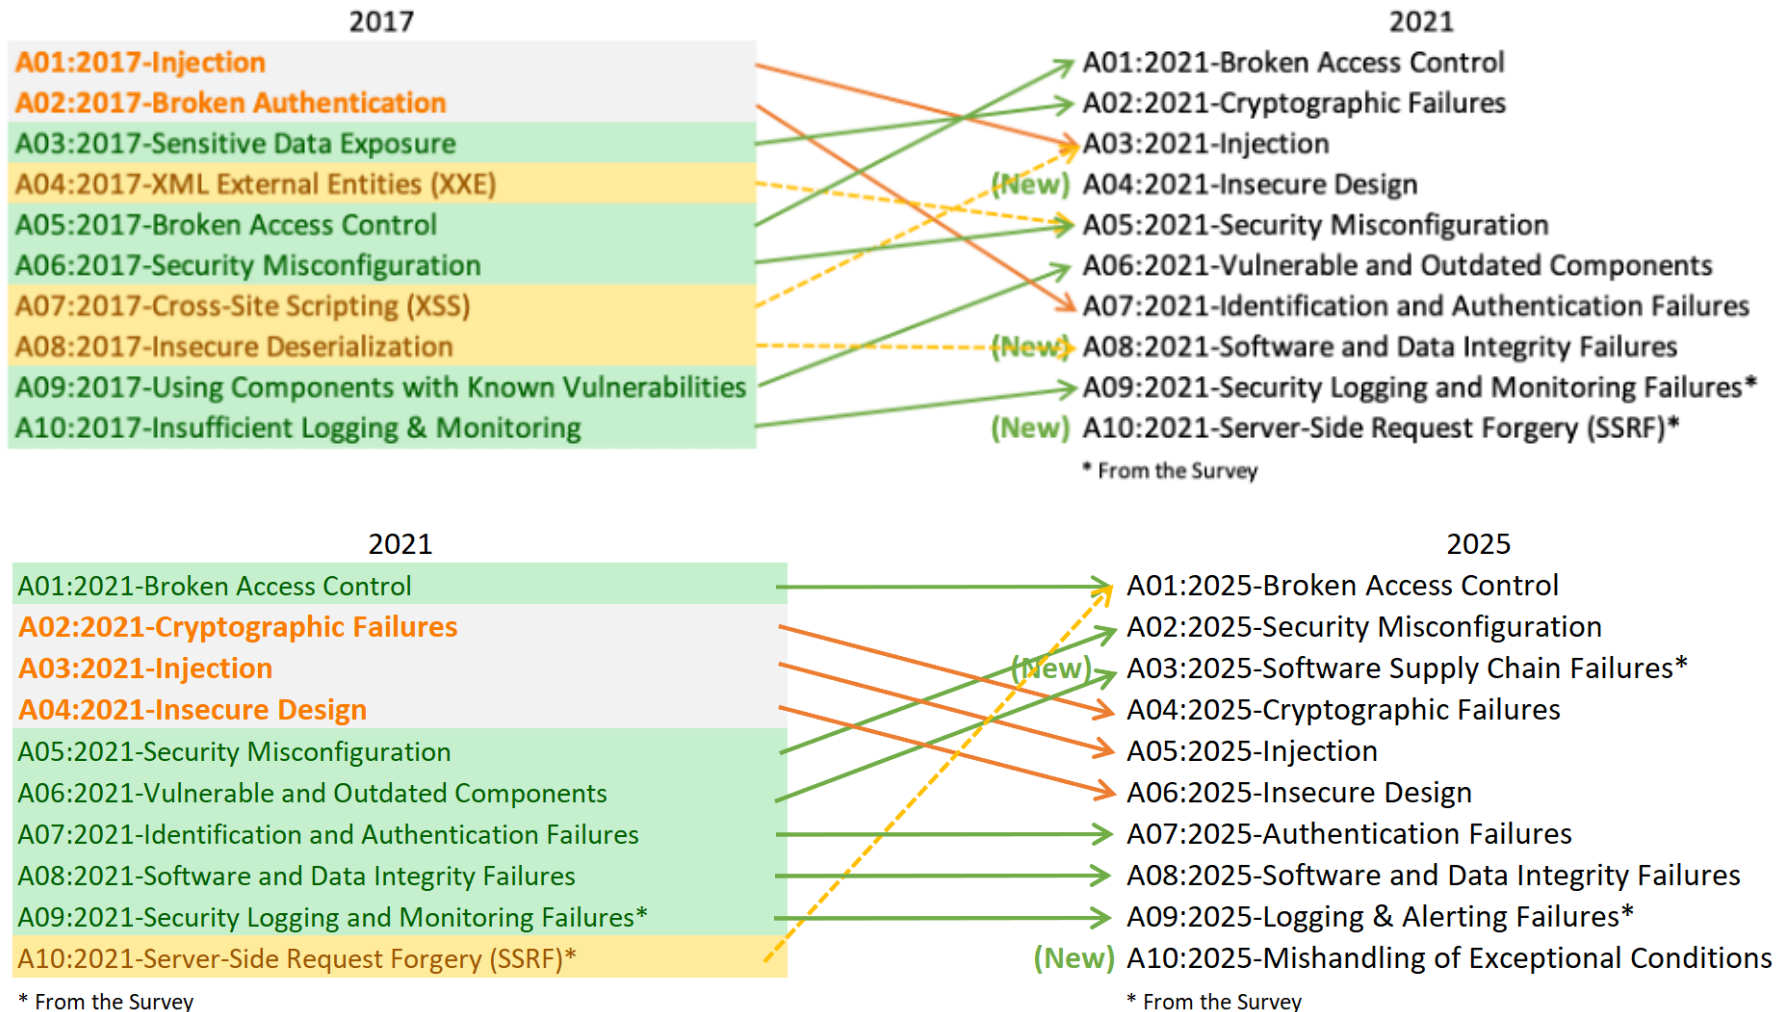 2017
2021
A01:2017-Injection
A01:2021-Broken Access Control
A02:2017-Broken Authentication
A02:2021-Cryptographic Failures
A03:2017-Sensitive Data Exposure
A03:2021-Injection
A04:2017-XML External Entities (XXE)
(New) A04:2021-Insecure Design
A05:2017-Broken Access Control
A05:2021-Security Misconfiguration
A06:2017-Security Misconfiguration
A06:2021-Vulnerable and Outdated Components
A07:2017-Cross-Site Scripting (XSS)
A07:2021-Identification and Authentication Failures
A08:2017-Insecure Deserialization
(New) A08:2021-Software and Data Integrity Failures
A09:2017-Using Components with Known Vulnerabilities
A09:2021-Security Logging and Monitoring Failures*
A10:2017-Insufficient Logging & Monitoring
(New) A10:2021-Server-Side Request Forgery (SSRF)*
* From the Survey
2021
2025
A01:2021-Broken Access Control
A01:2025-Broken Access Control
A02:2021-Cryptographic Failures
A02:2025-Security Misconfiguration
A03:2021-Injection
(New) A03:2025-Software Supply Chain Failures*
A04:2021-Insecure Design
A04:2025-Cryptographic Failures
A05:2021-Security Misconfiguration
A05:2025-Injection
A06:2021-Vulnerable and Outdated Components
A06:2025-Insecure Design
A07:2021-Identification and Authentication Failures
A07:2025-Authentication Failures
A08:2021-Software and Data Integrity Failures
A08:2025-Software and Data Integrity Failures
A09:2021-Security Logging and Monitoring Failures*
A09:2025-Logging & Alerting Failures*
A10:2021-Server-Side Request Forgery (SSRF)*
(New) A10:2025-Mishandling of Exceptional Conditions
* From the Survey
* From the Survey